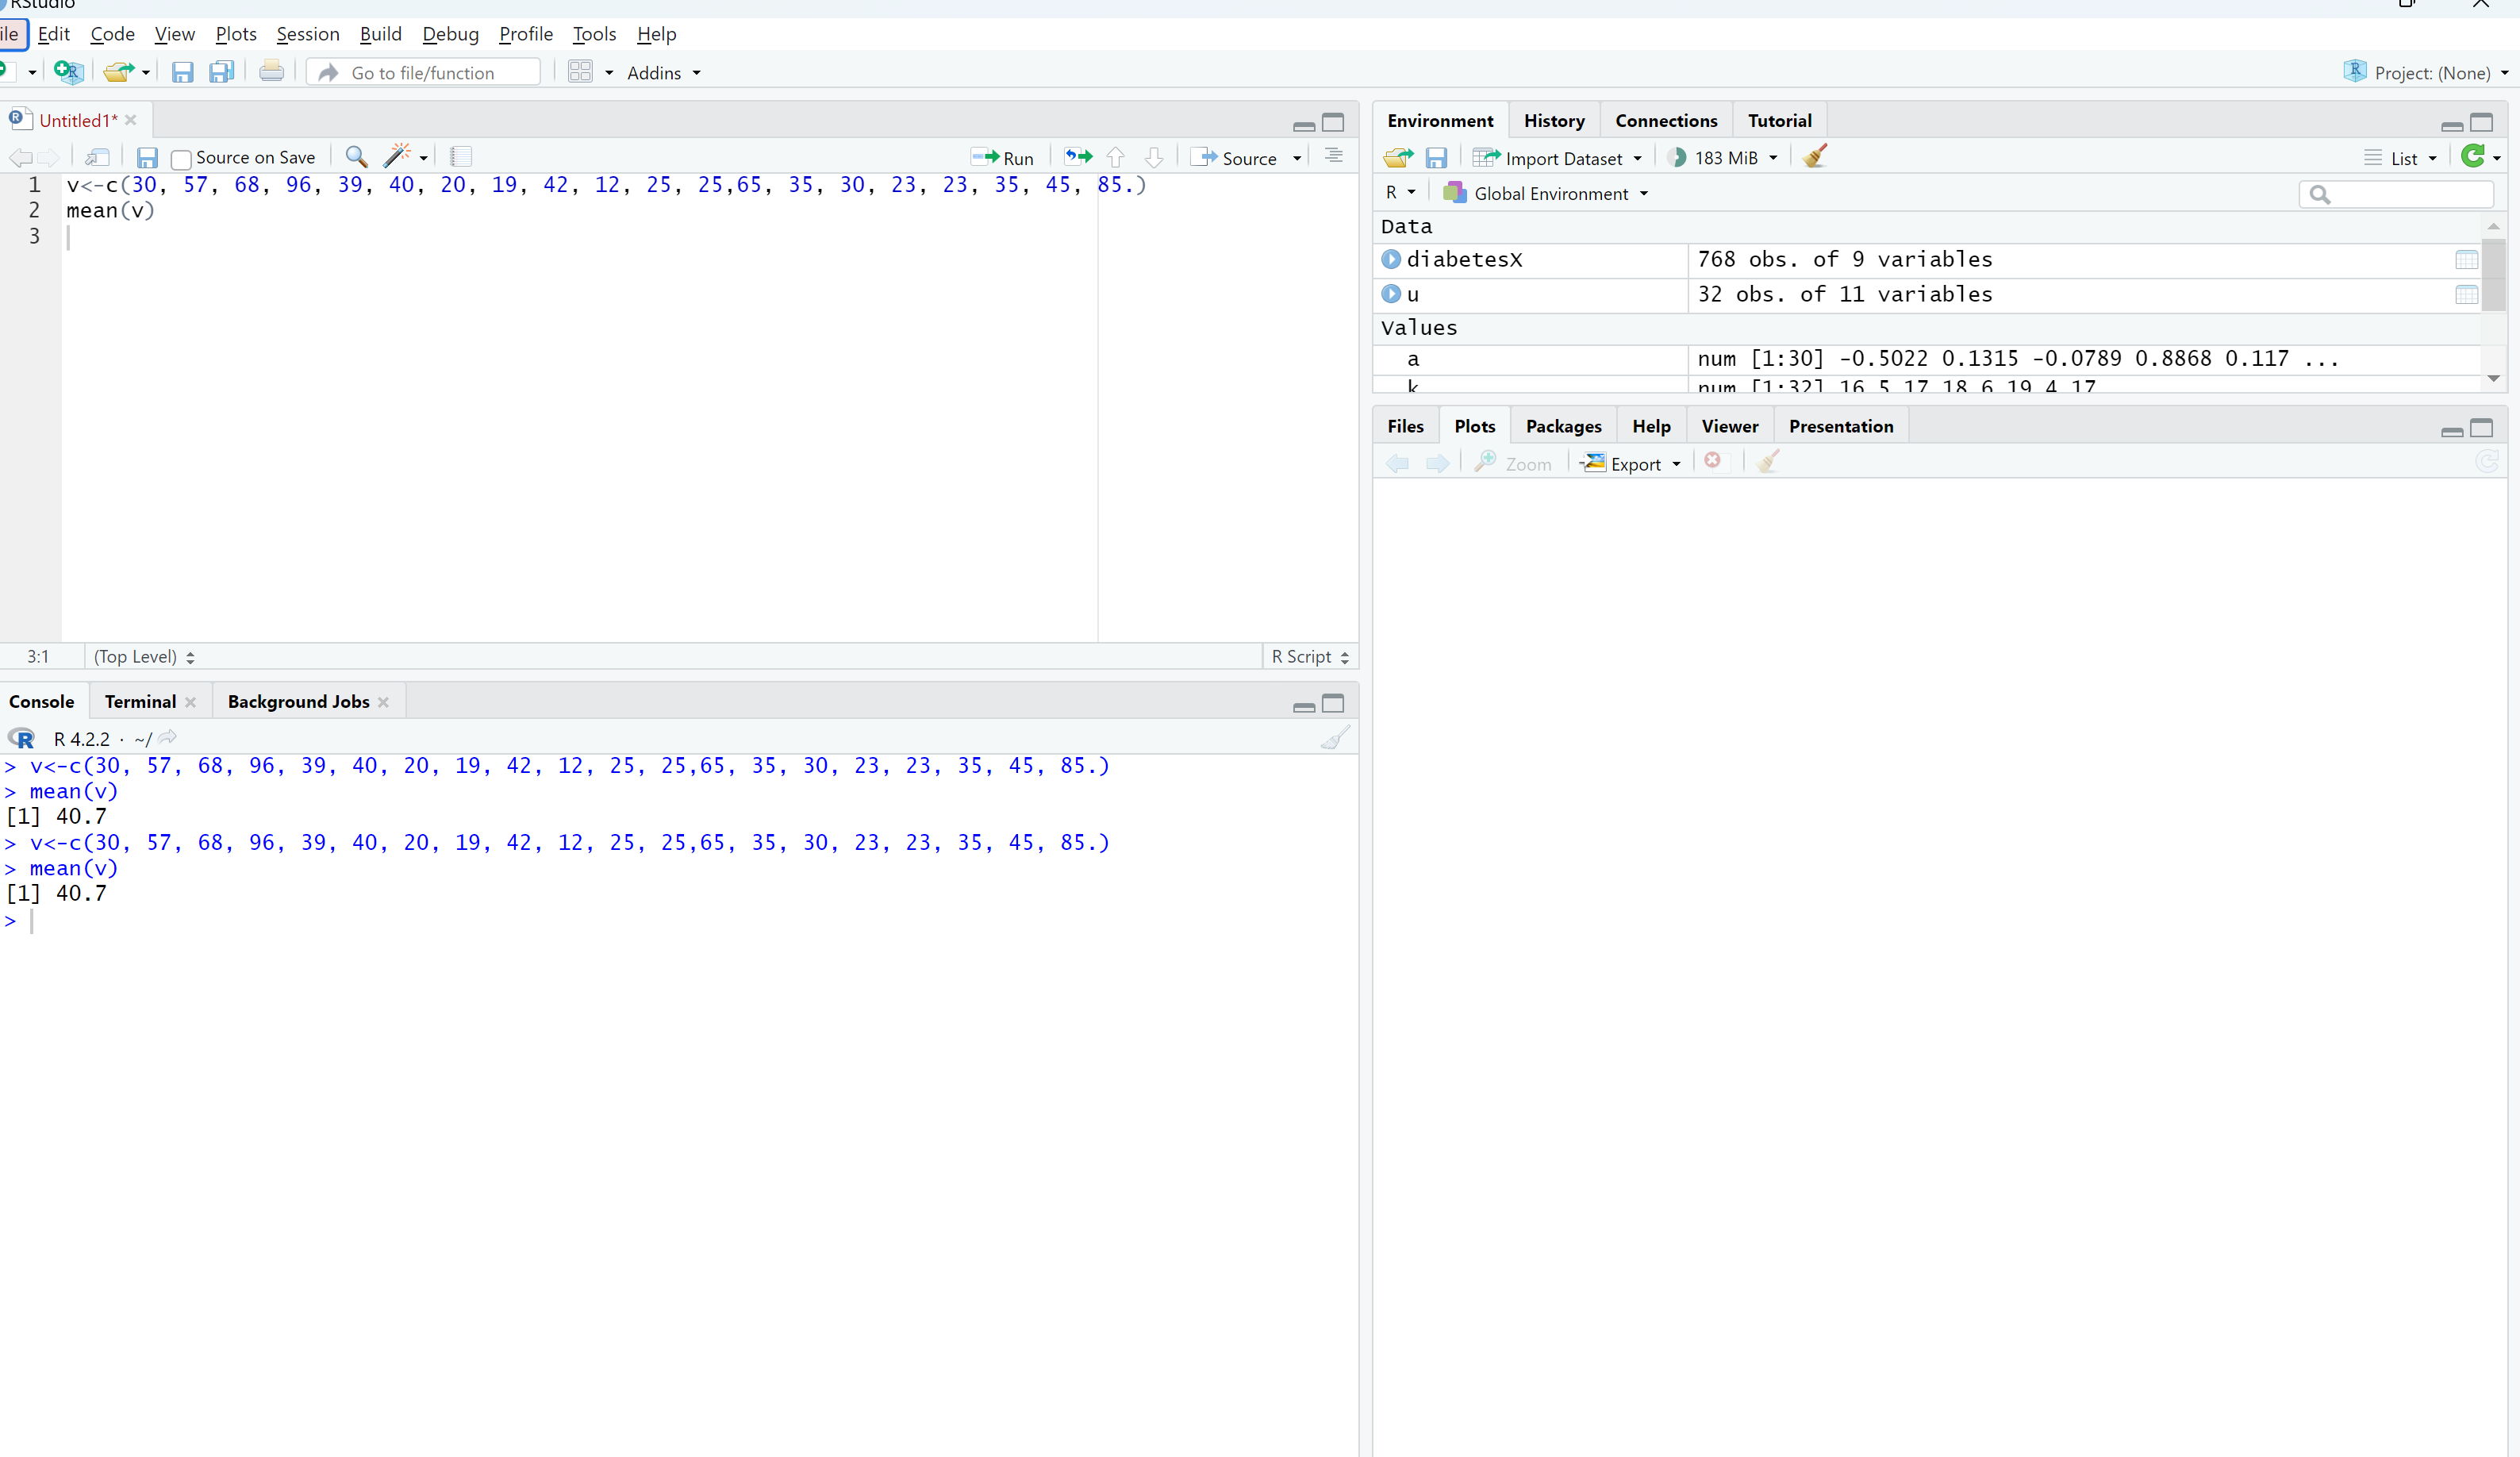 RStudio
ile Edit Code View Plots Session Build Debug Profile Tools Help
Go to file/function Addins Project: (None)
Untitled1*
Source on Save Run Source
1 v<-c(30, 57, 68, 96, 39, 40, 20, 19, 42, 12, 25, 25,65, 35, 30, 23, 23, 35, 45, 85.)
2 mean(v)
3
3:1 (Top Level) R Script
Console Terminal Background Jobs
R 4.2.2 · ~/
> v<-c(30, 57, 68, 96, 39, 40, 20, 19, 42, 12, 25, 25,65, 35, 30, 23, 23, 35, 45, 85.)
> mean(v)
[1] 40.7
> v<-c(30, 57, 68, 96, 39, 40, 20, 19, 42, 12, 25, 25,65, 35, 30, 23, 23, 35, 45, 85.)
> mean(v)
[1] 40.7
>
Environment History Connections Tutorial
Import Dataset 183 MiB List
R Global Environment
Data
diabetesX 768 obs. of 9 variables
u 32 obs. of 11 variables
Values
a num [1:30] -0.5022 0.1315 -0.0789 0.8868 0.117 ...
k num [1:32] 16 5 17 18 6 19 4 17
Files Plots Packages Help Viewer Presentation
Zoom Export